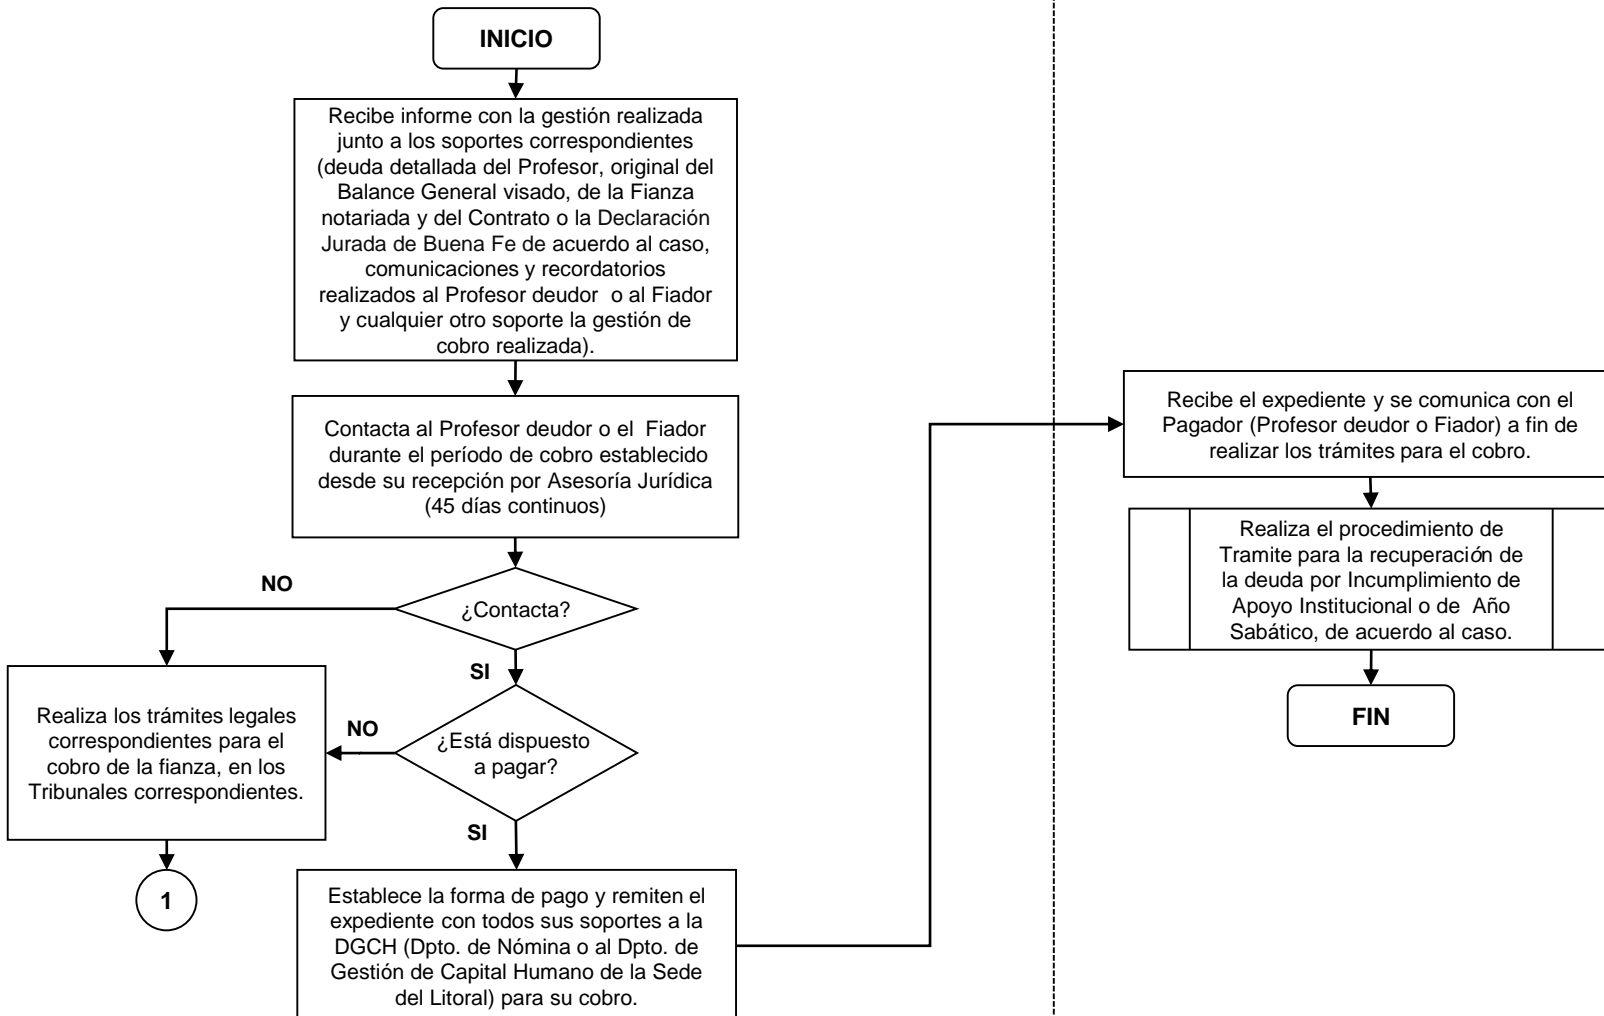 INICIO
Recibe informe con la gestión realizada
junto a los soportes correspondientes
(deuda detallada del Profesor, original del
Balance General visado, de la Fianza
notariada y del Contrato o la Declaración
Jurada de Buena Fe de acuerdo al caso,
comunicaciones y recordatorios
realizados al Profesor deudor o al Fiador
y cualquier otro soporte la gestión de
cobro realizada).
Contacta al Profesor deudor o el Fiador
durante el período de cobro establecido
desde su recepción por Asesoría Jurídica
(45 días continuos)
¿Contacta?
NO
SI
¿Está dispuesto
a pagar?
NO
SI
Realiza los trámites legales
correspondientes para el
cobro de la fianza, en los
Tribunales correspondientes.
1
Establece la forma de pago y remiten el
expediente con todos sus soportes a la
DGCH (Dpto. de Nómina o al Dpto. de
Gestión de Capital Humano de la Sede
del Litoral) para su cobro.
Recibe el expediente y se comunica con el
Pagador (Profesor deudor o Fiador) a fin de
realizar los trámites para el cobro.
Realiza el procedimiento de
Tramite para la recuperación de
la deuda por Incumplimiento de
Apoyo Institucional o de Año
Sabático, de acuerdo al caso.
FIN